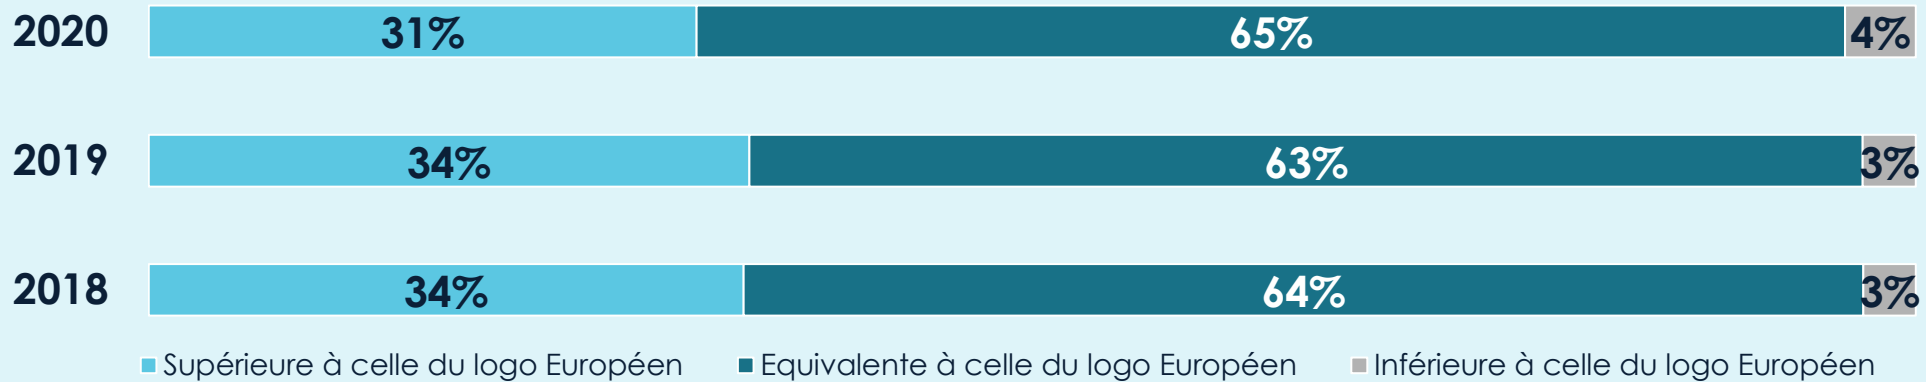 2020 31% 65% 4%
2019 34% 63% 3%
2018 34% 64% 3%
Supérieure à celle du logo Européen Equivalente à celle du logo Européen Inférieure à celle du logo Européen